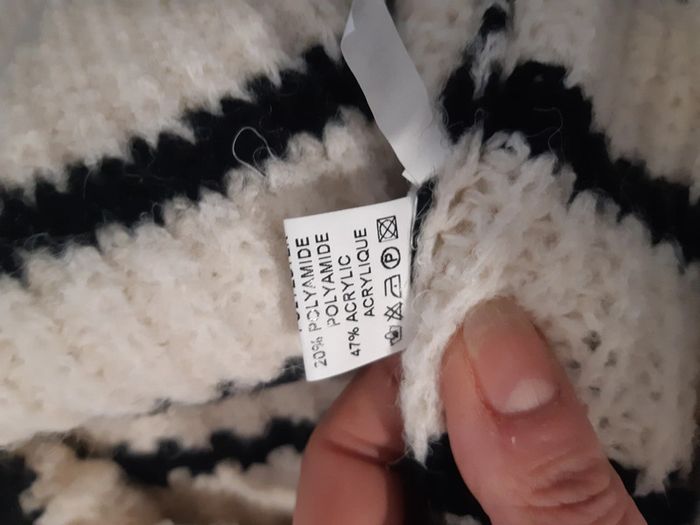 20% POLYAMIDE
POLYAMIDE
47% ACRYLIC
ACRYLIQUE
P